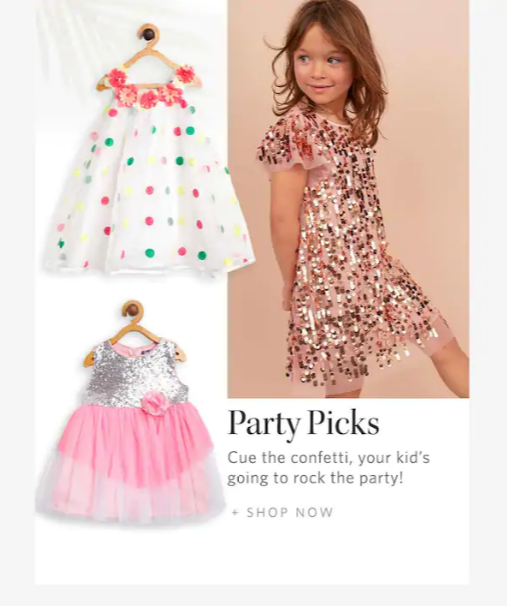 Party Picks
Cue the confetti, your kid's
going to rock the party!
+ SHOP NOW